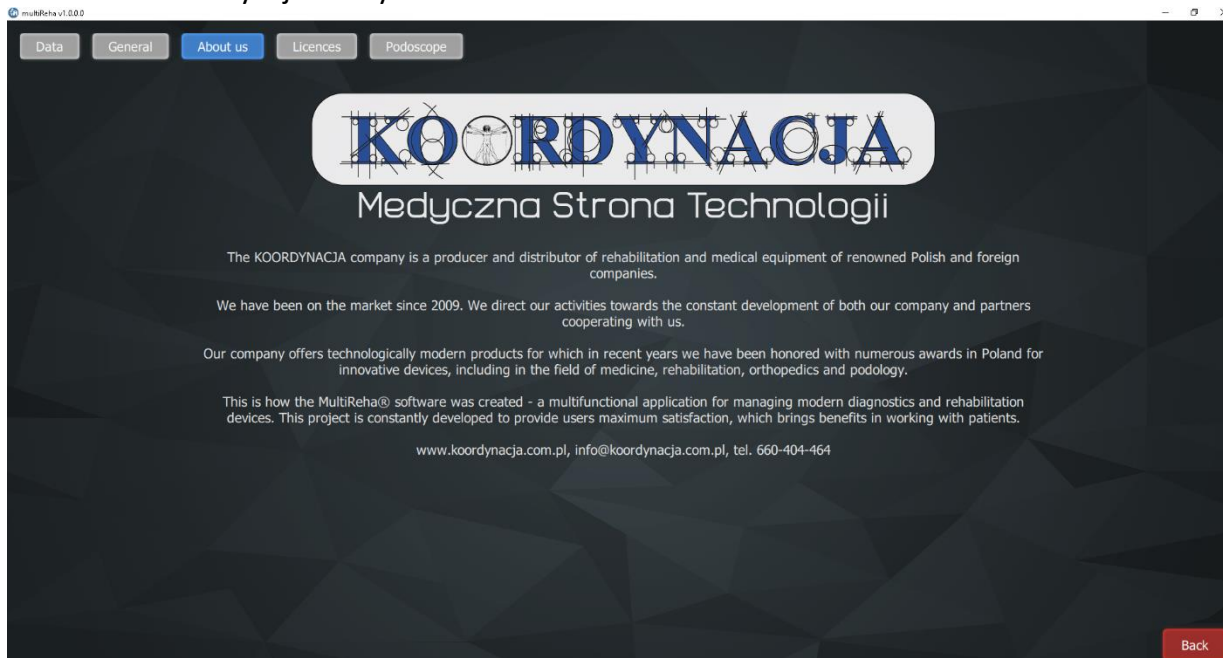 multiReha v1.0.0.0
Data General About us Licences Podoscope
KOORDYNACJA
Medyczna Strona Technologii
The KOORDYNACJA company is a producer and distributor of rehabilitation and medical equipment of renowned Polish and foreign
companies.
We have been on the market since 2009. We direct our activities towards the constant development of both our company and partners
cooperating with us.
Our company offers technologically modern products for which in recent years we have been honored with numerous awards in Poland for
innovative devices, including in the field of medicine, rehabilitation, orthopedics and podology.
This is how the MultiReha® software was created - a multifunctional application for managing modern diagnostics and rehabilitation
devices. This project is constantly developed to provide users maximum satisfaction, which brings benefits in working with patients.
www.koordynacja.com.pl, info@koordynacja.com.pl, tel. 660-404-464
Back